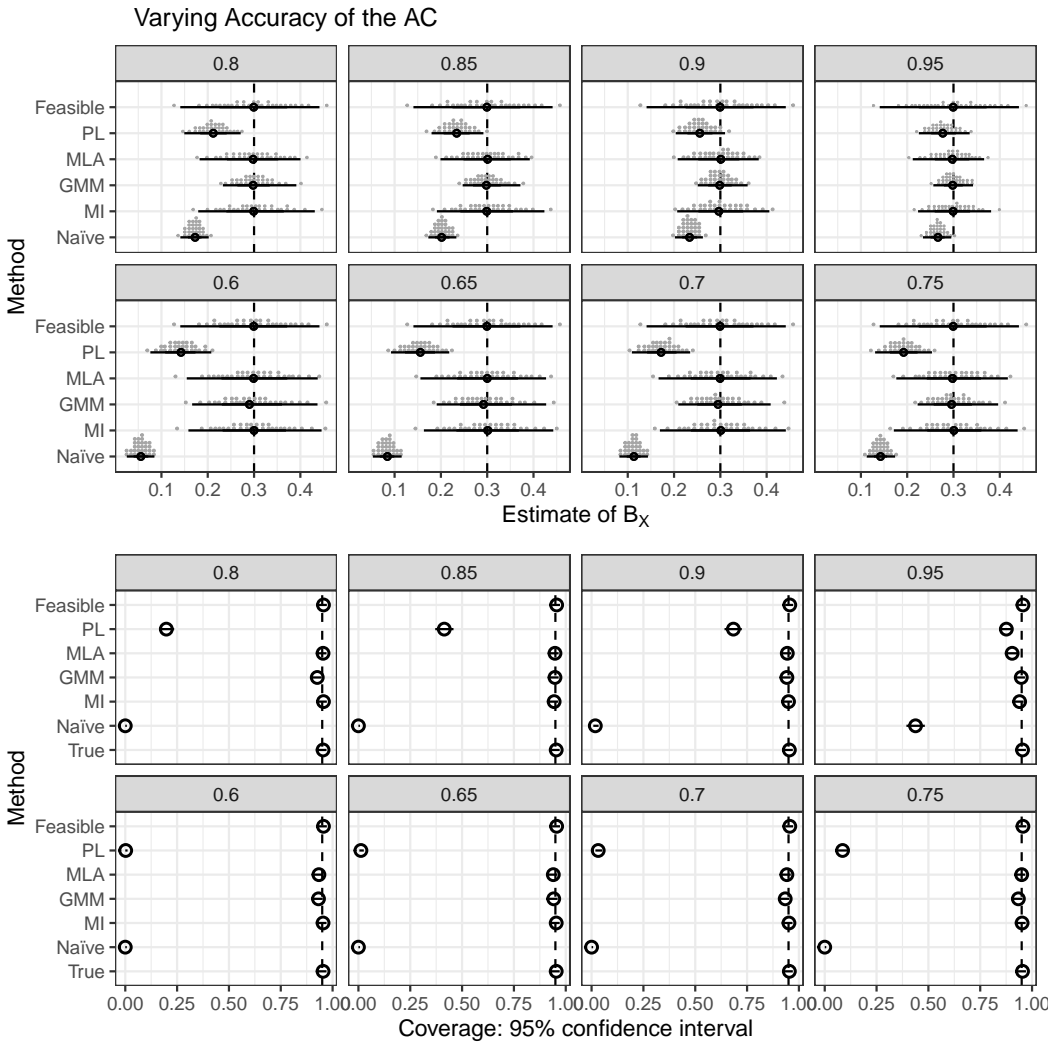 Varying Accuracy of the AC
0.8 0.85 0.9 0.95
Feasible
PL
MLA
GMM
MI
Naïve
0.6 0.65 0.7 0.75
Feasible
PL
MLA
GMM
MI
Naïve
Method
0.1 0.2 0.3 0.4 0.1 0.2 0.3 0.4 0.1 0.2 0.3 0.4 0.1 0.2 0.3 0.4
Estimate of B_X
0.8 0.85 0.9 0.95
Feasible
PL
MLA
GMM
MI
Naïve
True
0.6 0.65 0.7 0.75
Feasible
PL
MLA
GMM
MI
Naïve
True
Method
0.00 0.25 0.50 0.75 1.00 0.00 0.25 0.50 0.75 1.00 0.00 0.25 0.50 0.75 1.00 0.00 0.25 0.50 0.75 1.00
Coverage: 95% confidence interval